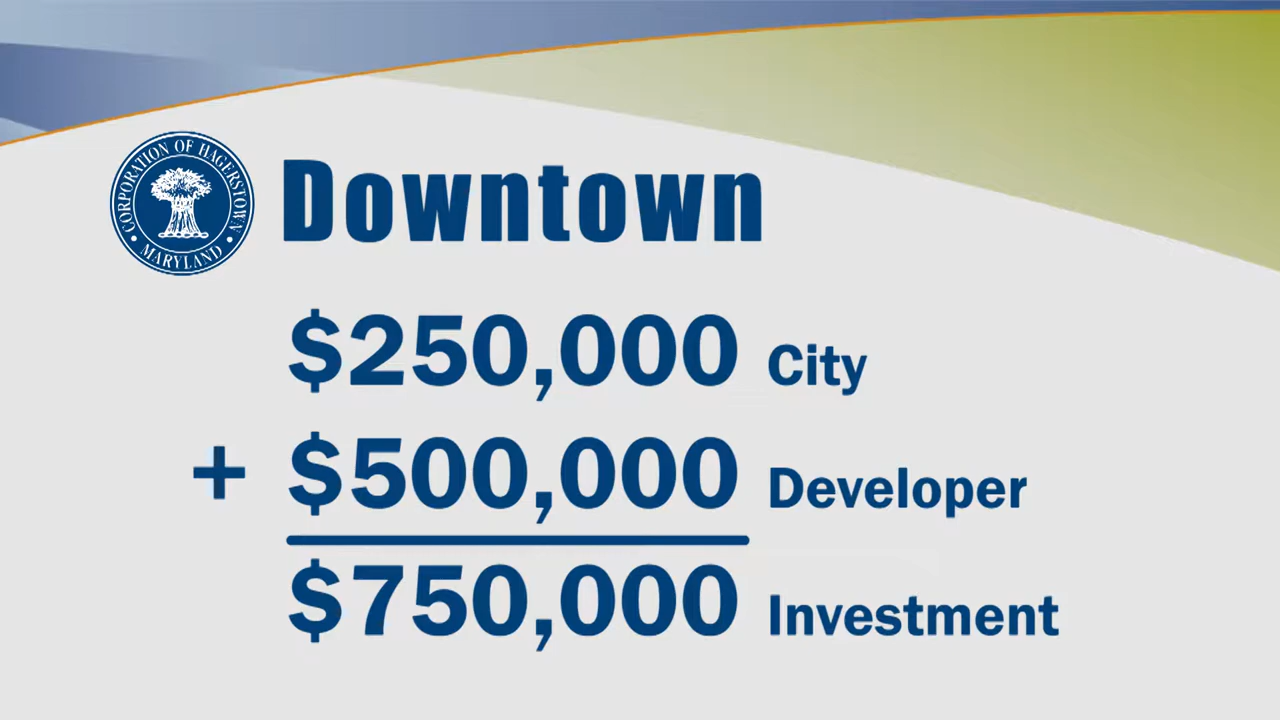 CORPORATION OF HAGERSTOWN
• MARYLAND •
Downtown
$250,000 City
+ $500,000 Developer
$750,000 Investment